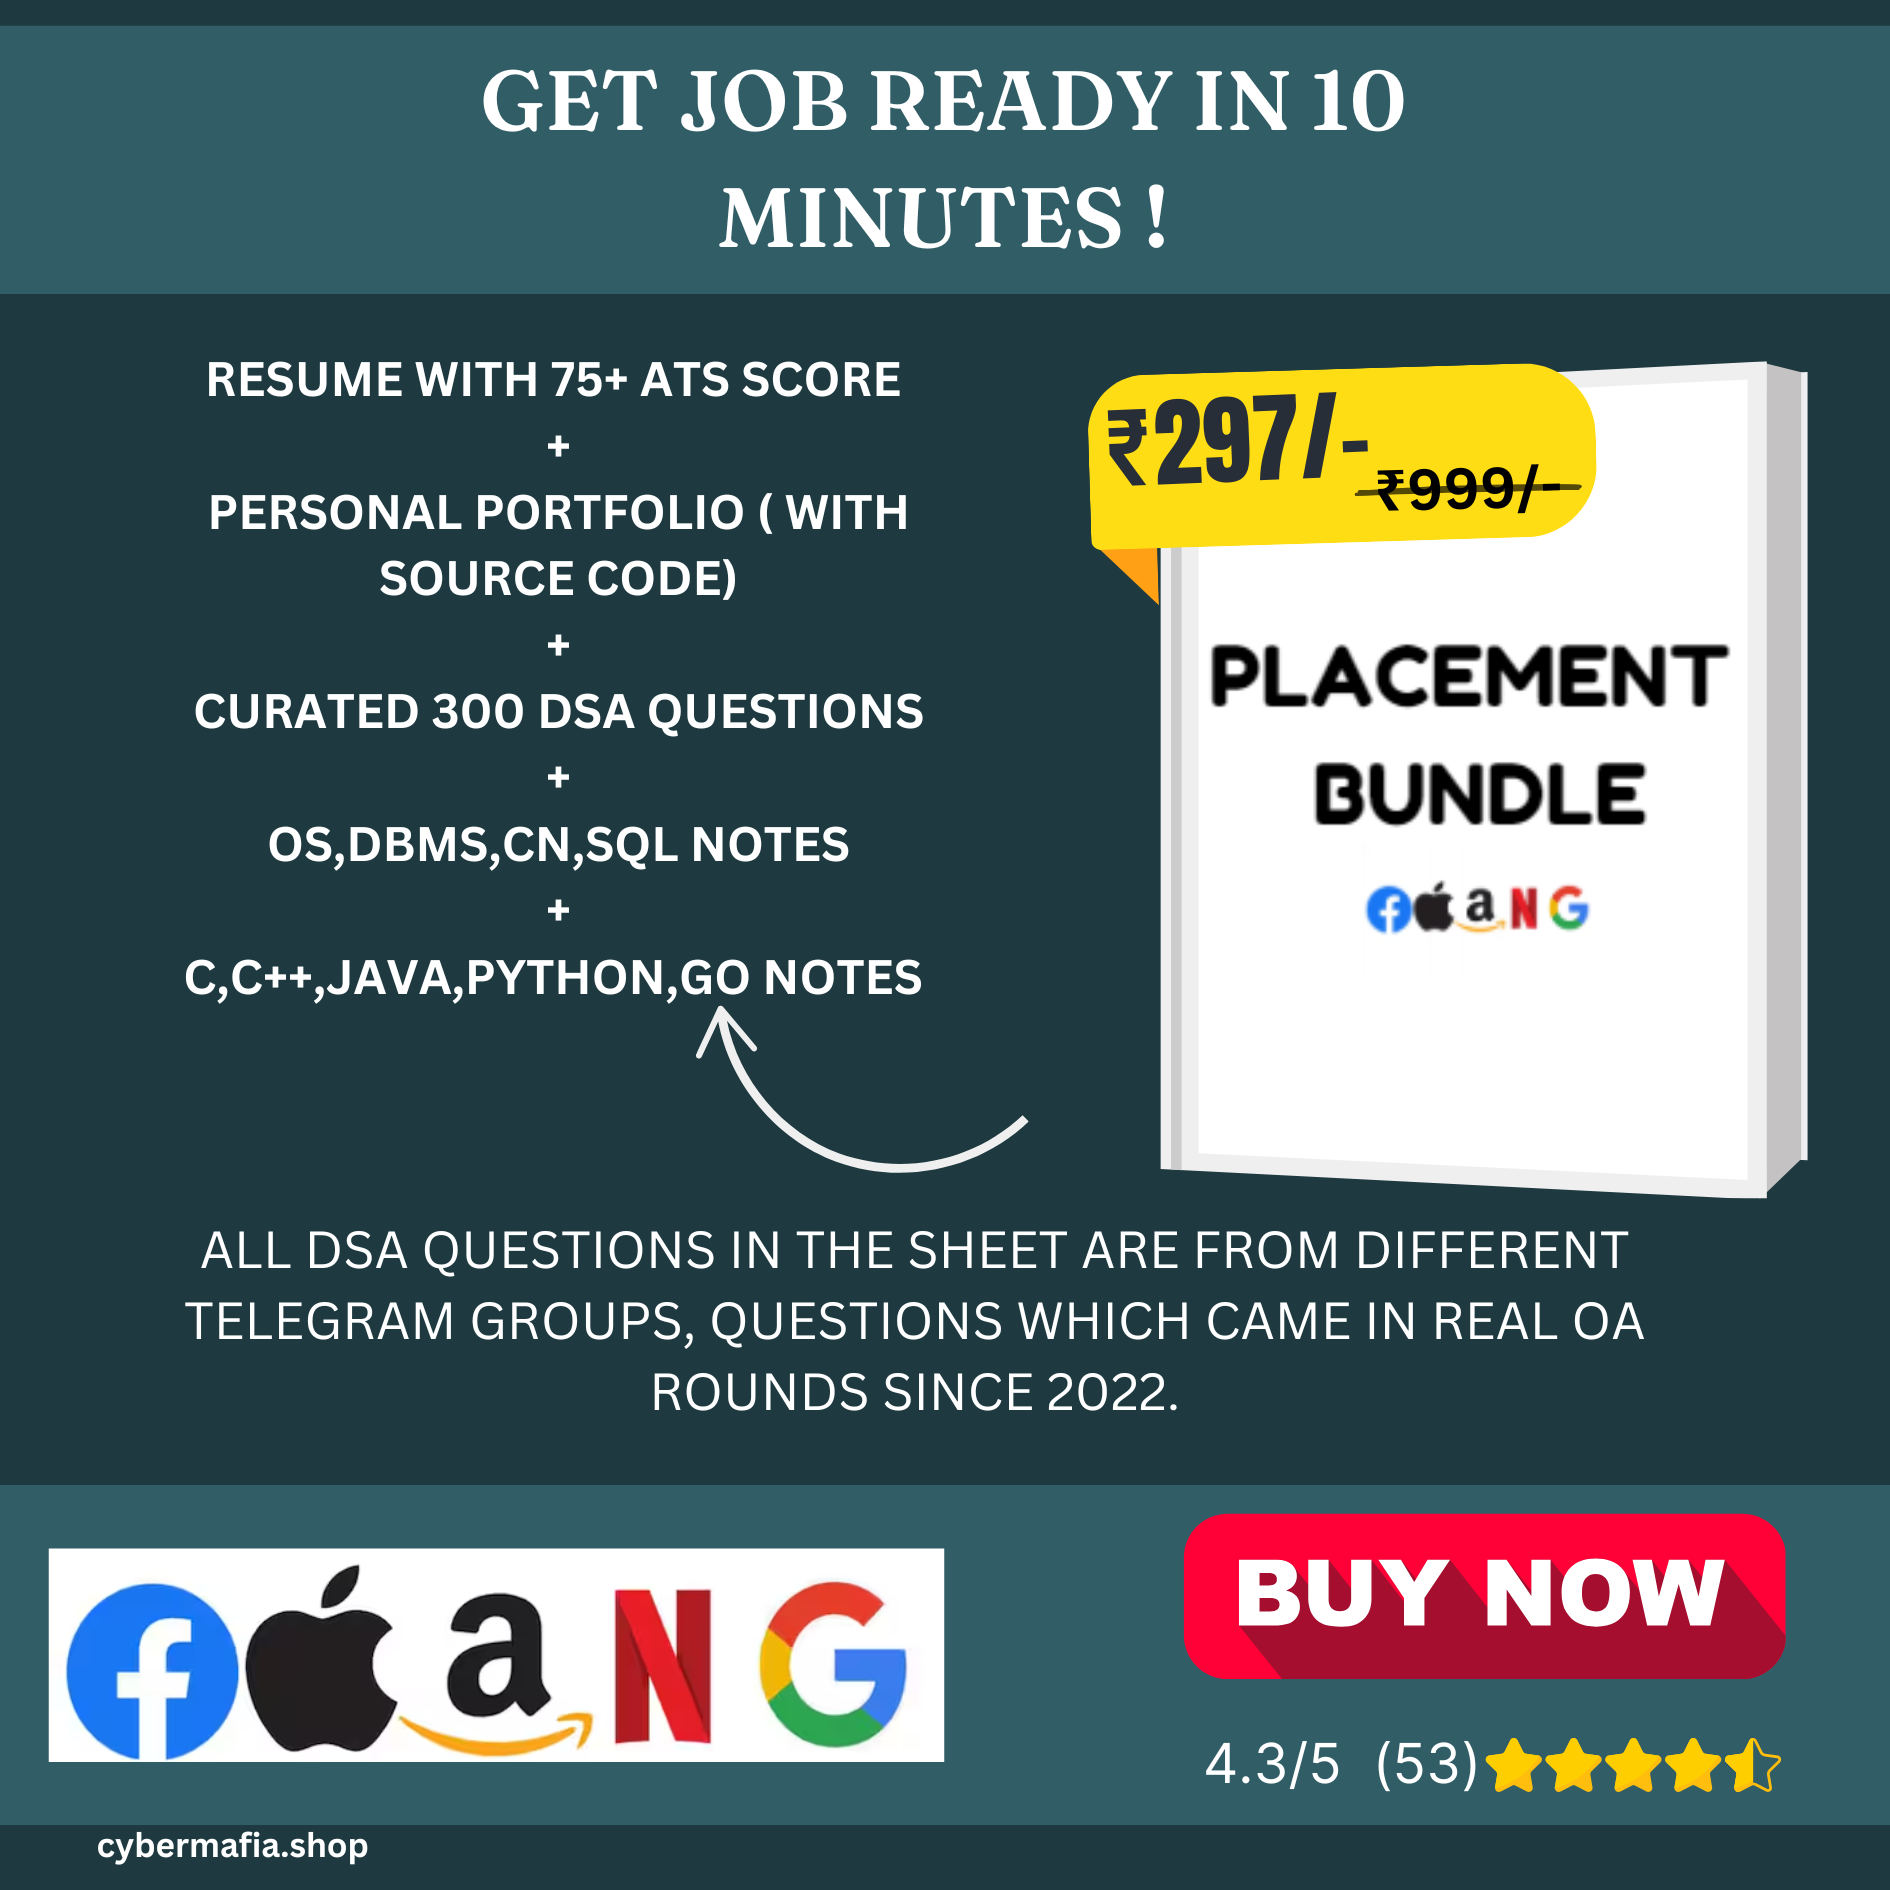 GET JOB READY IN 10
MINUTES !
RESUME WITH 75+ ATS SCORE
+
PERSONAL PORTFOLIO ( WITH
SOURCE CODE)
+
CURATED 300 DSA QUESTIONS
+
OS,DBMS,CN,SQL NOTES
+
C,C++,JAVA,PYTHON,GO NOTES
₹297/-
₹999/-
PLACEMENT
BUNDLE
ALL DSA QUESTIONS IN THE SHEET ARE FROM DIFFERENT
TELEGRAM GROUPS, QUESTIONS WHICH CAME IN REAL OA
ROUNDS SINCE 2022.
BUY NOW
4.3/5 (53)
cybermafia.shop